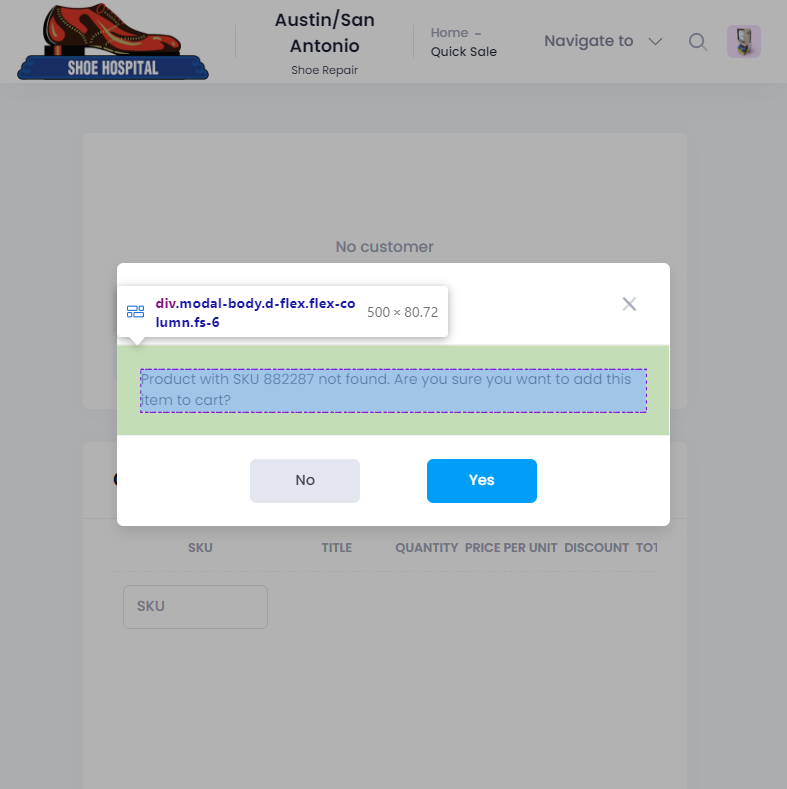 Austin/San
Antonio
Shoe Repair
Home -
Quick Sale
Navigate to
SHOE HOSPITAL
No customer
div.modal-body.d-flex.flex-co
lumn.fs-6
500 × 80.72
Product with SKU 882287 not found. Are you sure you want to add this
item to cart?
No
Yes
SKU TITLE QUANTITY PRICE PER UNIT DISCOUNT TOT
SKU